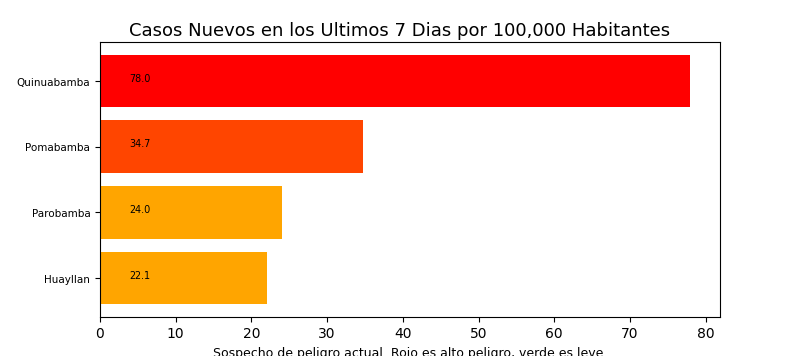 Casos Nuevos en los Ultimos 7 Dias por 100,000 Habitantes
Quinuabamba 78.0
Pomabamba 34.7
Parobamba 24.0
Huayllan 22.1
0 10 20 30 40 50 60 70 80
Sospecho de peligro actual. Rojo es alto peligro, verde es leve